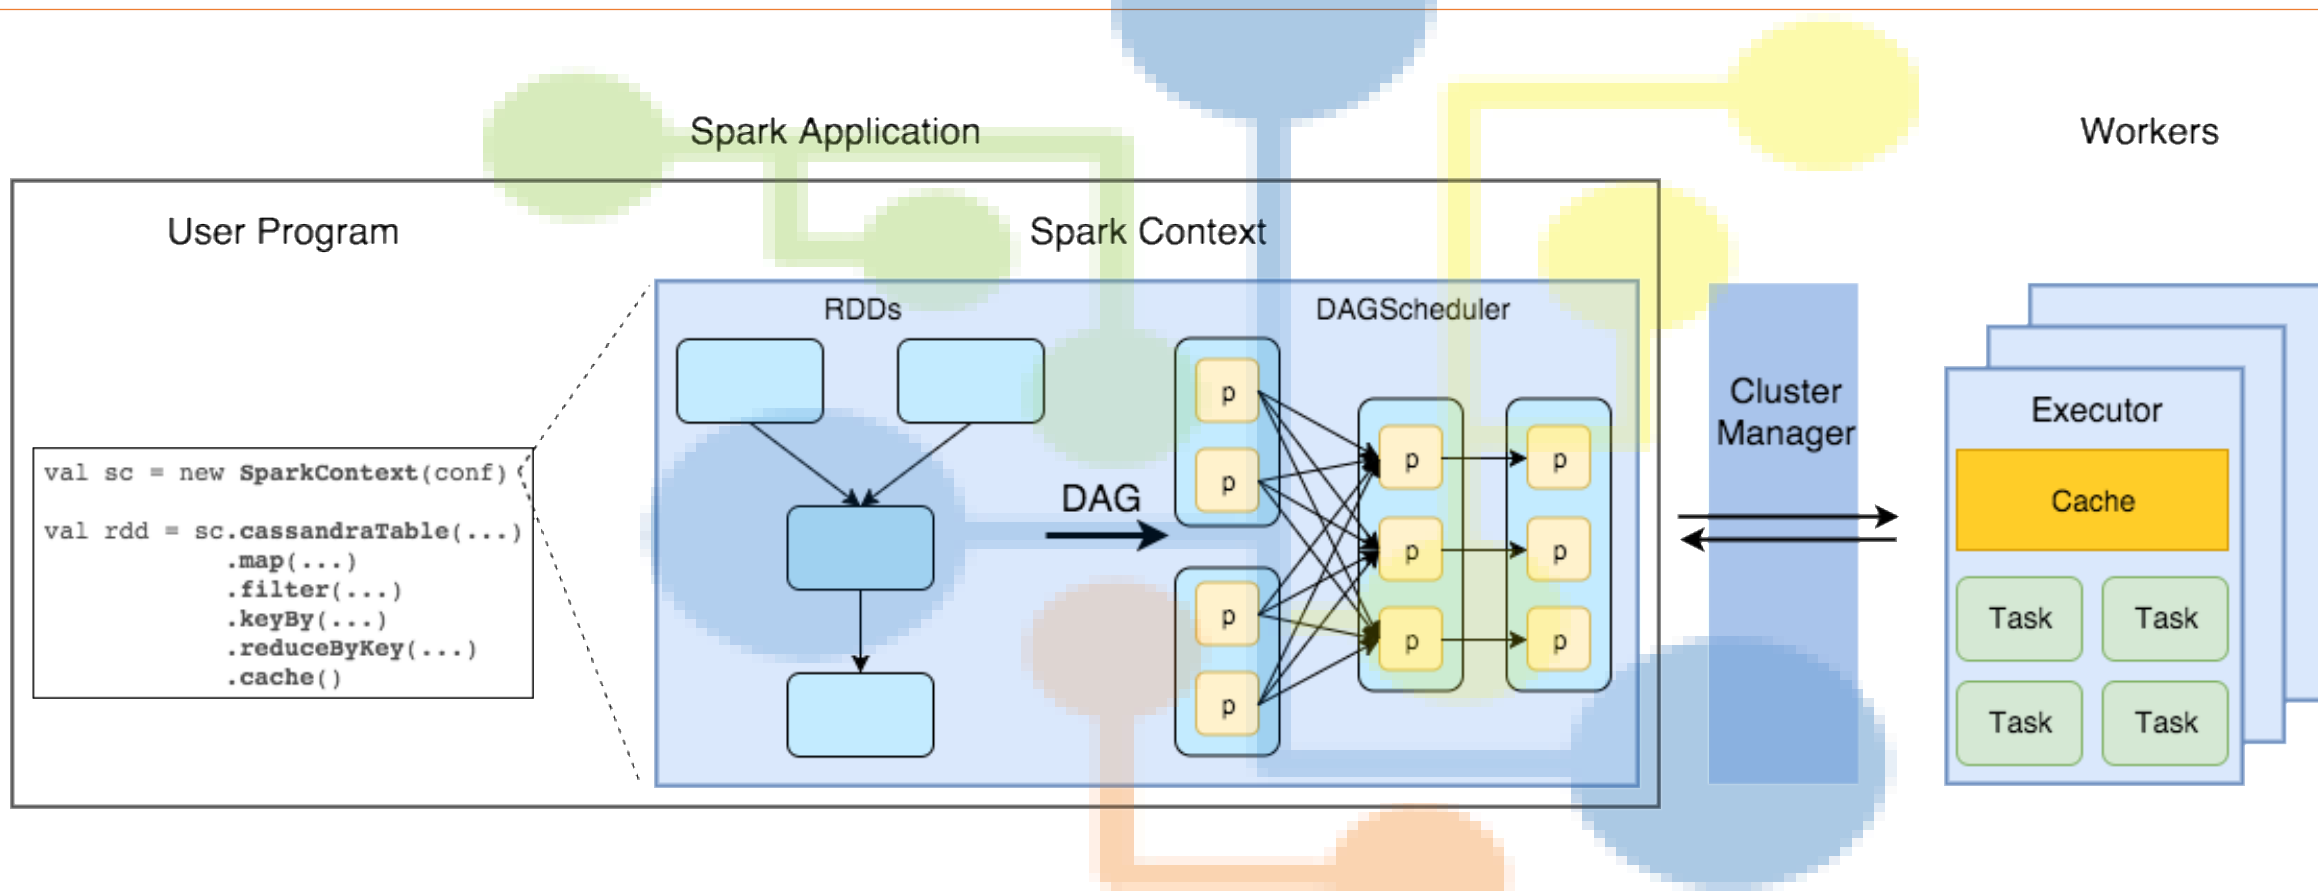 Spark Application
Workers
User Program
Spark Context
val sc = new SparkContext(conf)
val rdd = sc.cassandraTable(...)
.map(...)
.filter(...)
.keyBy(...)
.reduceByKey(...)
.cache()
RDDs
DAG
DAGScheduler
p
p
p
p
p
p
p
p
p
p
Cluster
Manager
Executor
Cache
Task
Task
Task
Task